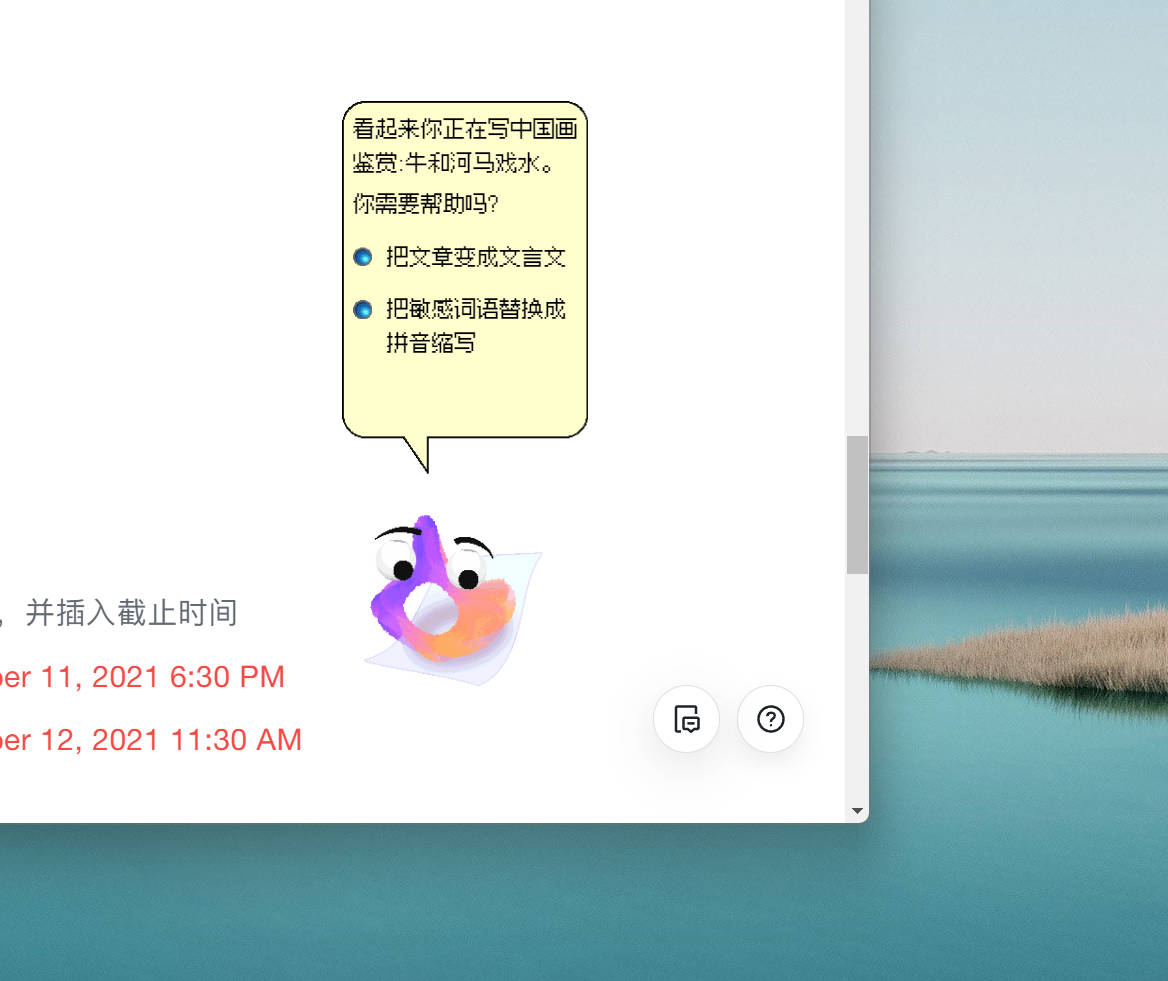 看起来你正在写中国画
鉴赏:牛和河马戏水。
你需要帮助吗?
把文章变成文言文
把敏感词语替换成
拼音缩写
，并插入截止时间
ber 11, 2021 6:30 PM
ber 12, 2021 11:30 AM